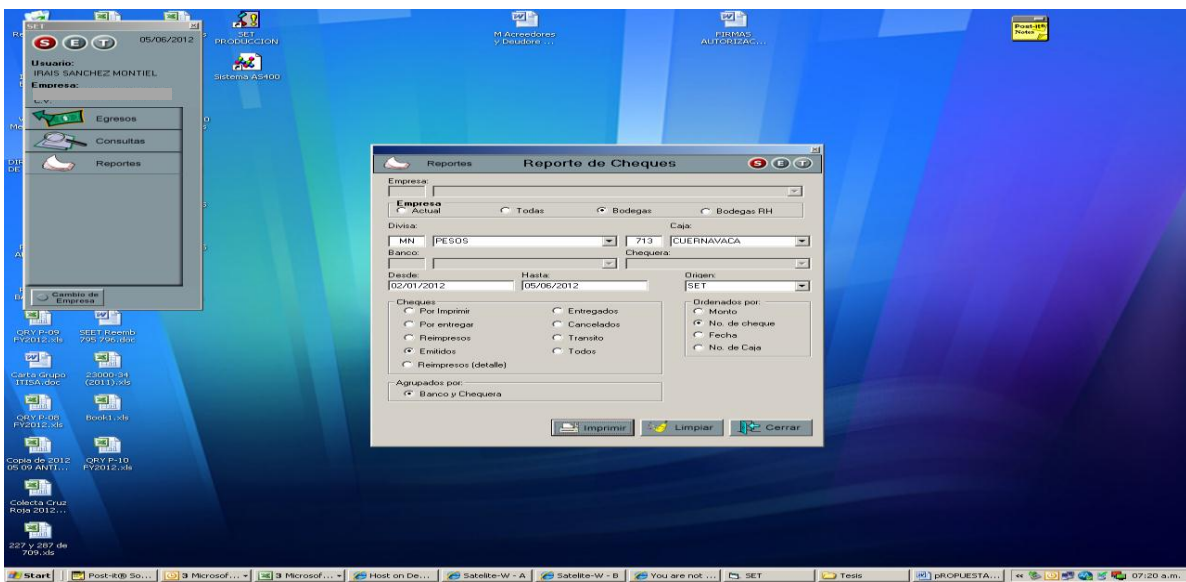 SET
S E T 05/06/2012
Usuario:
IRAIS SANCHEZ MONTIEL
Empresa:
C.V.
Egresos
Consultas
Reportes
Cambio de
Empresa
SET
PRODUCCION
Sistema AS400
M Acreedores
y Deudore ...
FIRMAS
AUTORIZAC...
Post-it®
Notes
QRY P-09
FY2012.xls
SEET Reemb
795 796.doc
Carta Grupo
ITISA.doc
23000-34
(2011).xls
QRY P-08
FY2012.xls
Book1.xls
Copia de 2012
05 09 ANTI...
QRY P-10
FY2012.xls
Colecta Cruz
Roja 2012...
227 y 287 de
709.xls
Reportes Reporte de Cheques S E T
Empresa:
Empresa
Actual Todas Bodegas Bodegas RH
Divisa: Caja:
MN PESOS 713 CUERNAVACA
Banco: Chequera:
Desde: Hasta: Origen:
02/01/2012 05/06/2012 SET
Cheques
Por Imprimir Entregados
Por entregar Cancelados
Reimpresos Transito
Emitidos Todos
Reimpresos (detalle)
Ordenados por:
Monto
No. de cheque
Fecha
No. de Caja
Agrupados por:
Banco y Chequera
Imprimir Limpiar Cerrar
Start Post-it® So... 3 Microsof... 3 Microsof... Host on De... Satelite-W - A Satelite-W - B You are not ... SET Tesis pROPUESTA... 07:20 a.m.